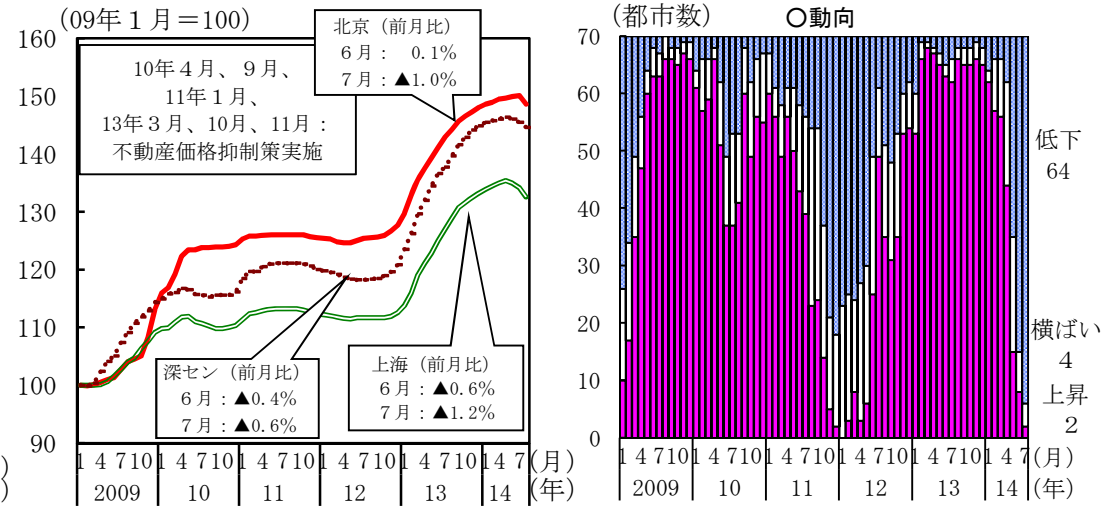 (09年１月=100)
160
150
140
130
120
110
100
90
10年４月、９月、
11年１月、
13年３月、10月、11月：
不動産価格抑制策実施
北京（前月比）
６月： 0.1%
７月：▲1.0%
深セン（前月比）
６月：▲0.4%
７月：▲0.6%
上海（前月比）
６月：▲0.6%
７月：▲1.2%
1 4 7 10 1 4 7 10 1 4 7 10 1 4 7 10 1 4 7 10 1 4 7 (月)
2009 10 11 12 13 14 (年)
)
)
(都市数)
○動向
70
60
50
40
30
20
10
0
低下
64
横ばい
4
上昇
2
1 4 7 10 1 4 7 10 1 4 7 10 1 4 7 10 1 4 7 10 1 4 7 (月)
2009 10 11 12 13 14 (年)